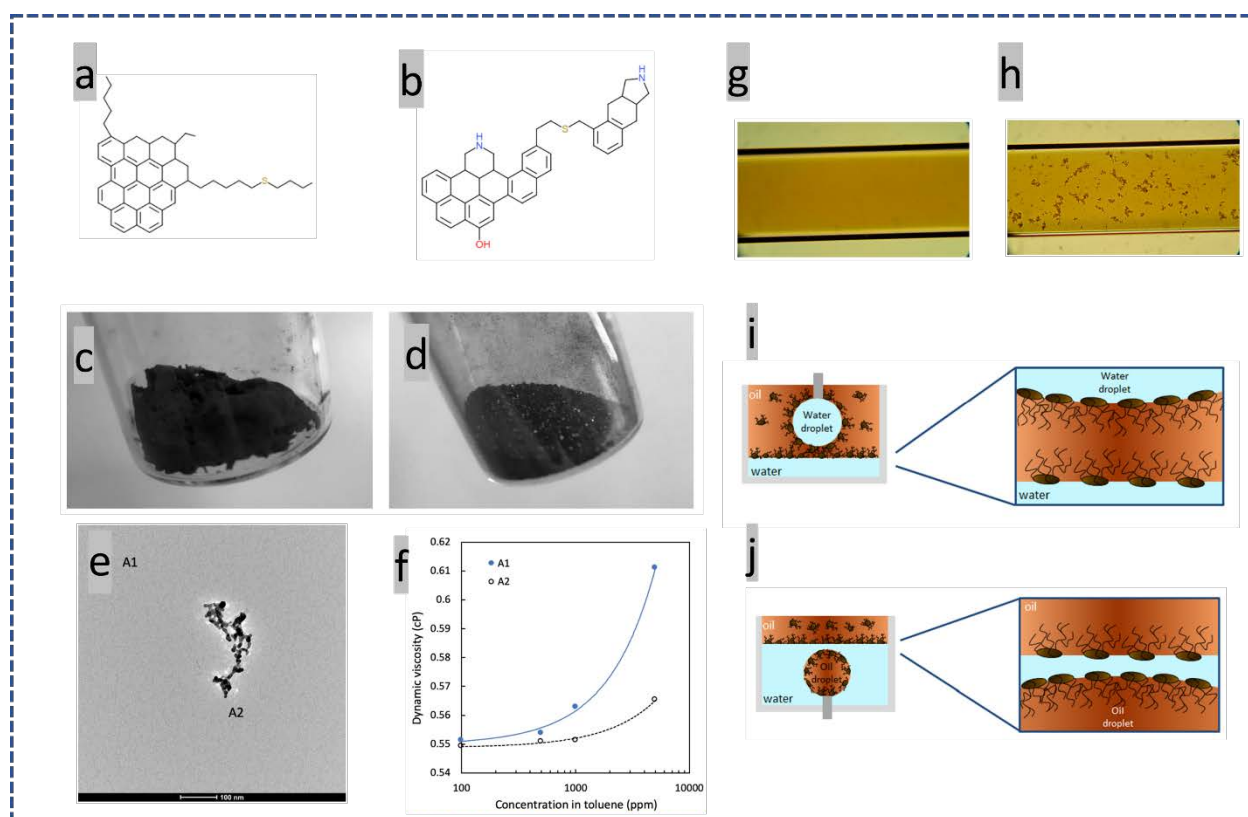 a
b
g
h
H
N
S
H
N
S
OH
c
d
i
oil
Water
droplet
water
Water
droplet
water
e
A1
A2
100 nm
f
0.62
0.61
0.6
0.59
0.58
0.57
0.56
0.55
0.54
A1
A2
Dynamic viscosity (cP)
100
1000
10000
Concentration in toluene (ppm)
j
oil
Oil
droplet
water
oil
Oil
droplet